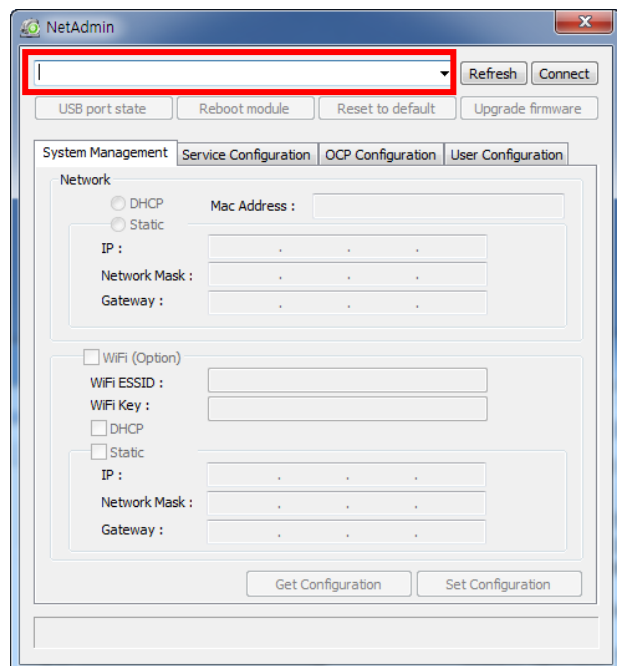 NetAdmin
Refresh Connect
USB port state Reboot module Reset to default Upgrade firmware
System Management Service Configuration OCP Configuration User Configuration
Network
DHCP Mac Address :
Static
IP : . . .
Network Mask : . . .
Gateway : . . .
WiFi (Option)
WiFi ESSID :
WiFi Key :
DHCP
Static
IP : . . .
Network Mask : . . .
Gateway : . . .
Get Configuration Set Configuration